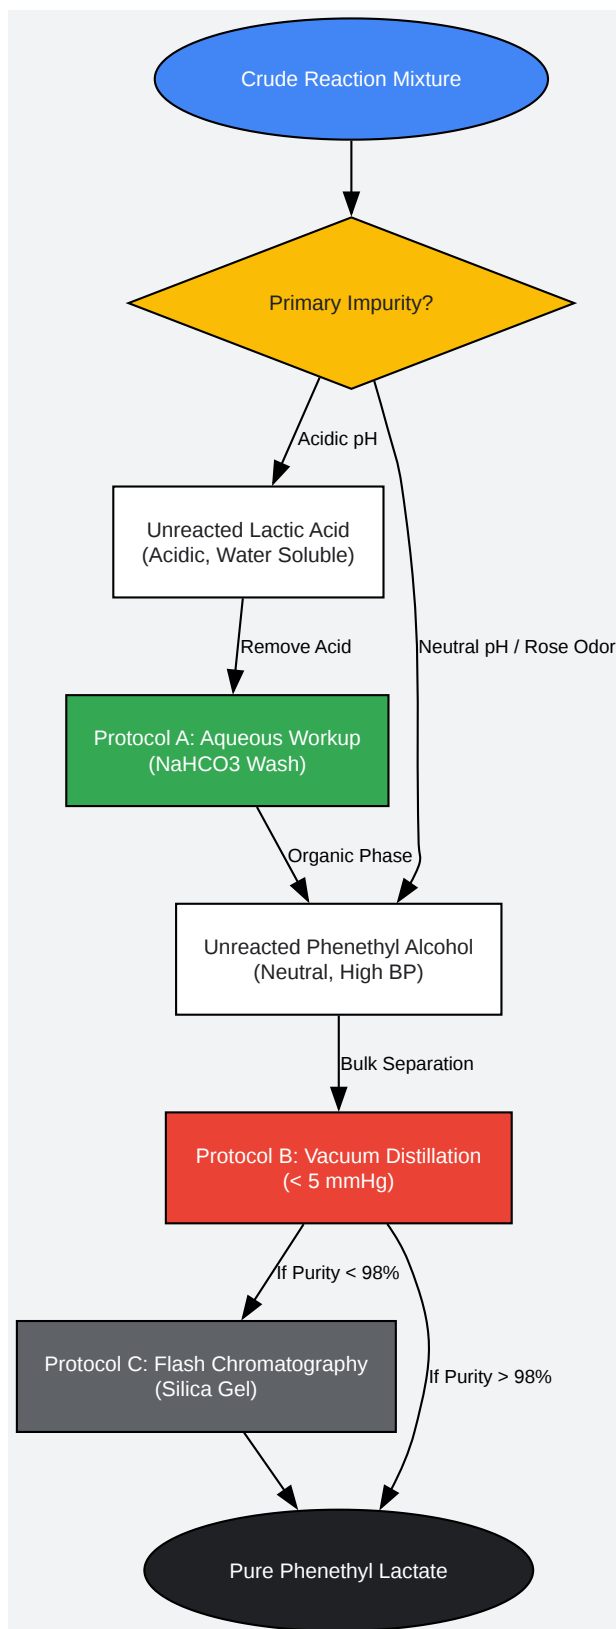 Crude Reaction Mixture
Primary Impurity?
Acidic pH
Unreacted Lactic Acid
(Acidic, Water Soluble)
Remove Acid
Neutral pH / Rose Odor
Protocol A: Aqueous Workup
(NaHCO3 Wash)
Organic Phase
Unreacted Phenethyl Alcohol
(Neutral, High BP)
Bulk Separation
Protocol B: Vacuum Distillation
(< 5 mmHg)
If Purity < 98%
Protocol C: Flash Chromatography
(Silica Gel)
If Purity > 98%
Pure Phenethyl Lactate